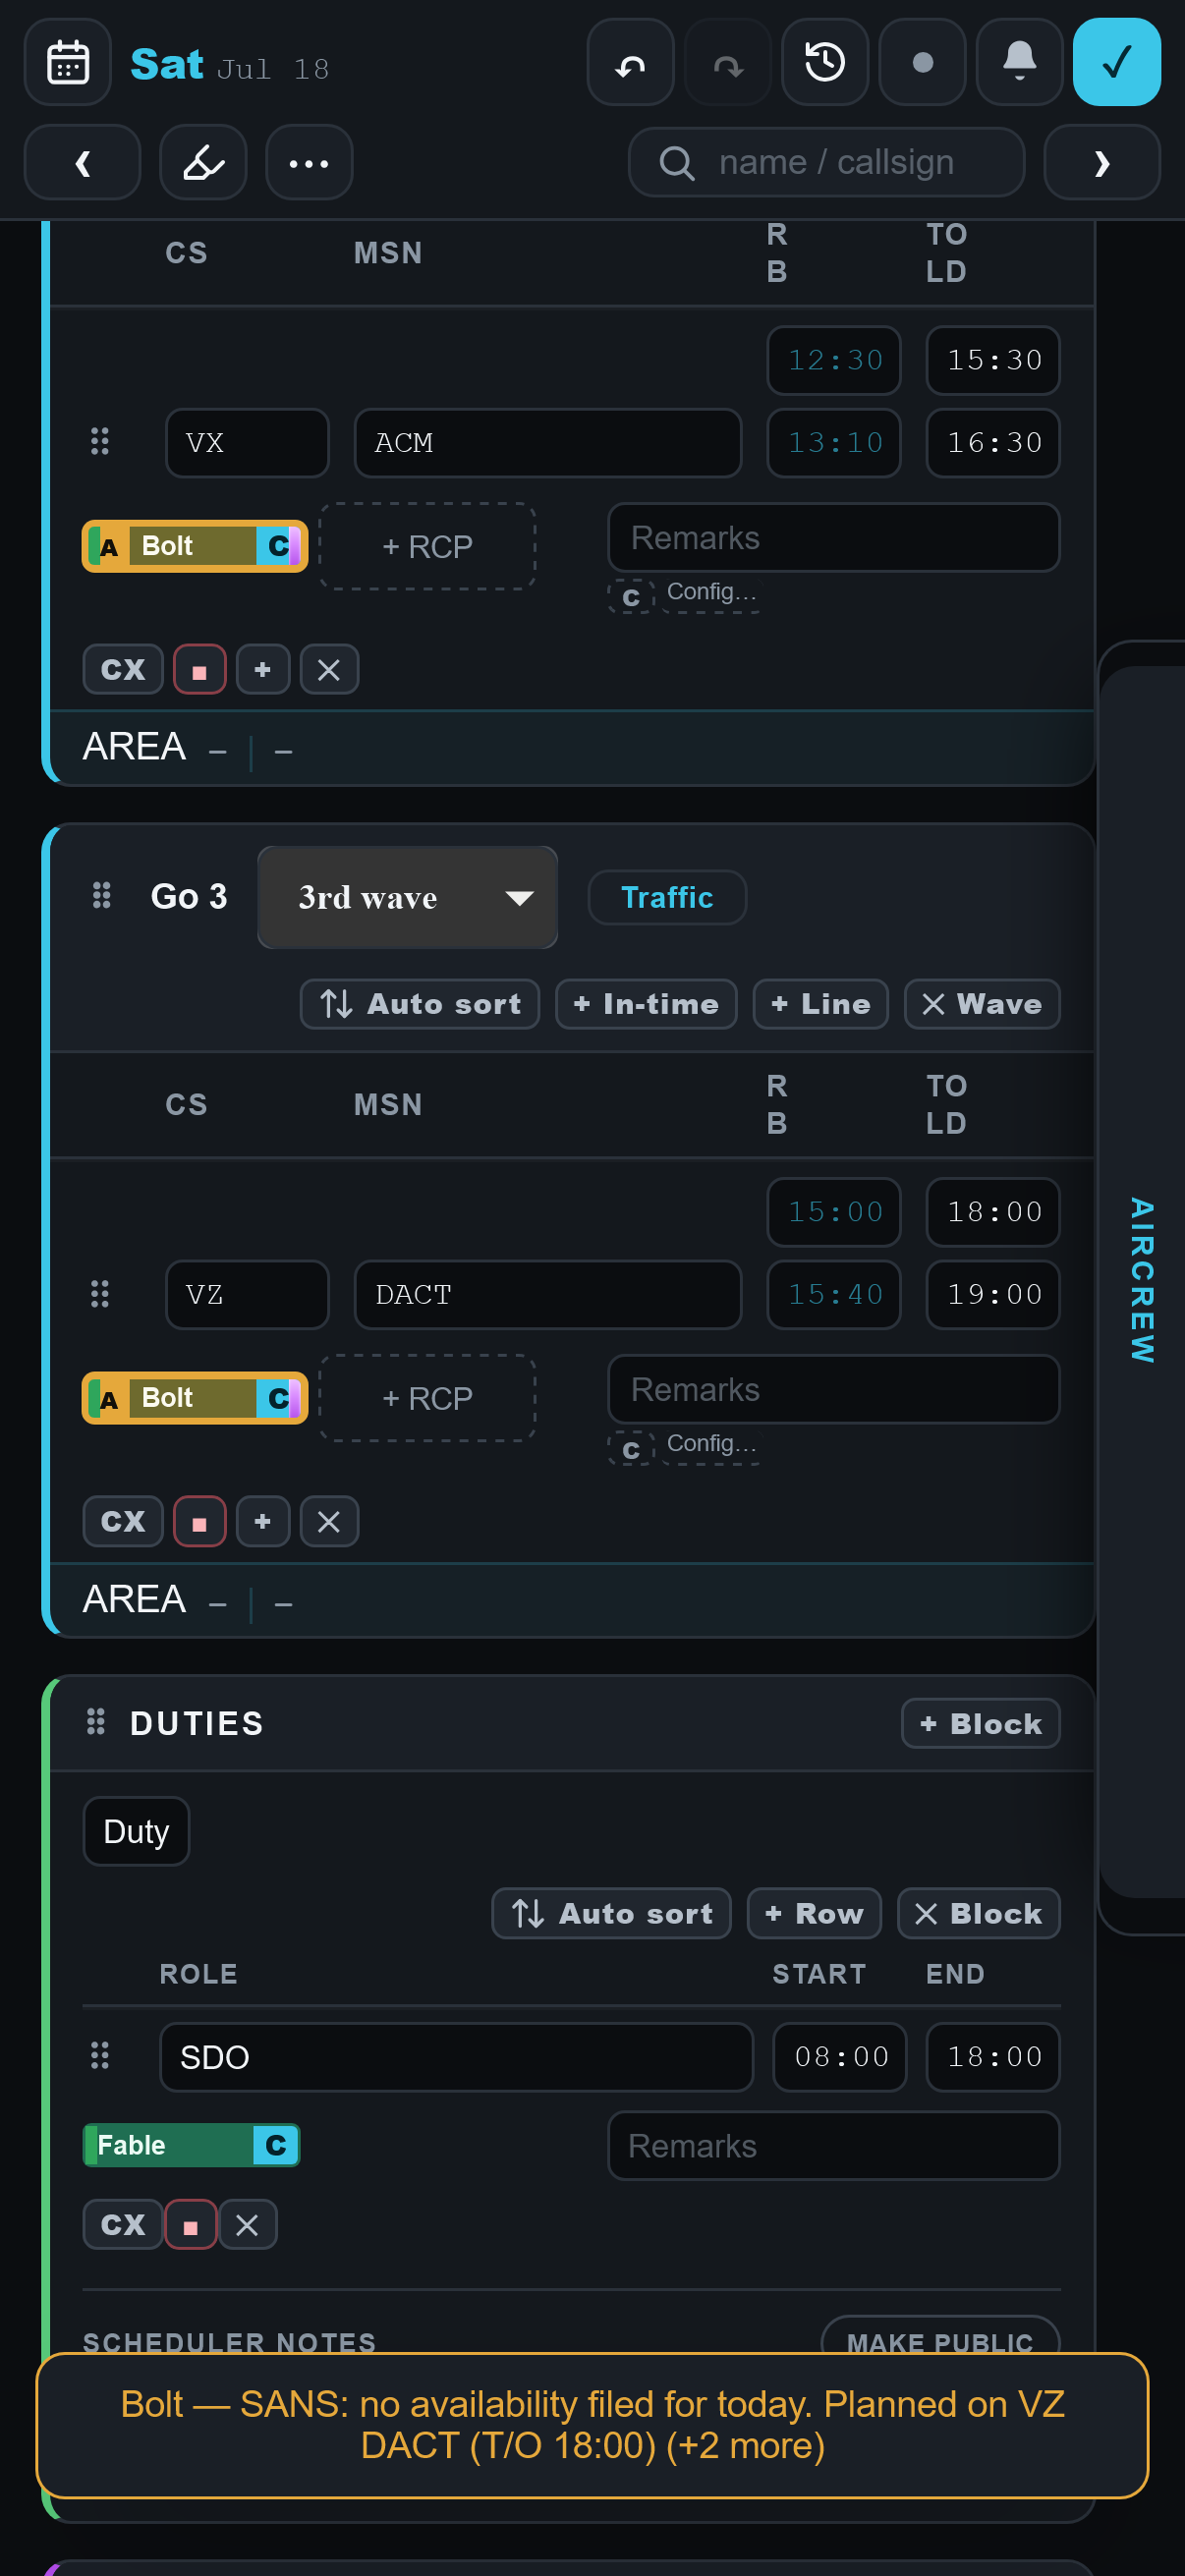 Sat Jul 18
name / callsign
CS MSN R TO
B LD
12:30 15:30
VX ACM 13:10 16:30
A Bolt C + RCP Remarks
C Config...
CX + ×
AREA – | –
Go 3 3rd wave Traffic
Auto sort + In-time + Line × Wave
CS MSN R TO
B LD
15:00 18:00
VZ DACT 15:40 19:00
A Bolt C + RCP Remarks
C Config...
CX + ×
AREA – | –
AIRCREW
DUTIES + Block
Duty
Auto sort + Row × Block
ROLE START END
SDO 08:00 18:00
Fable C Remarks
CX ×
SCHEDULER NOTES MAKE PUBLIC
Bolt — SANS: no availability filed for today. Planned on VZ
DACT (T/O 18:00) (+2 more)